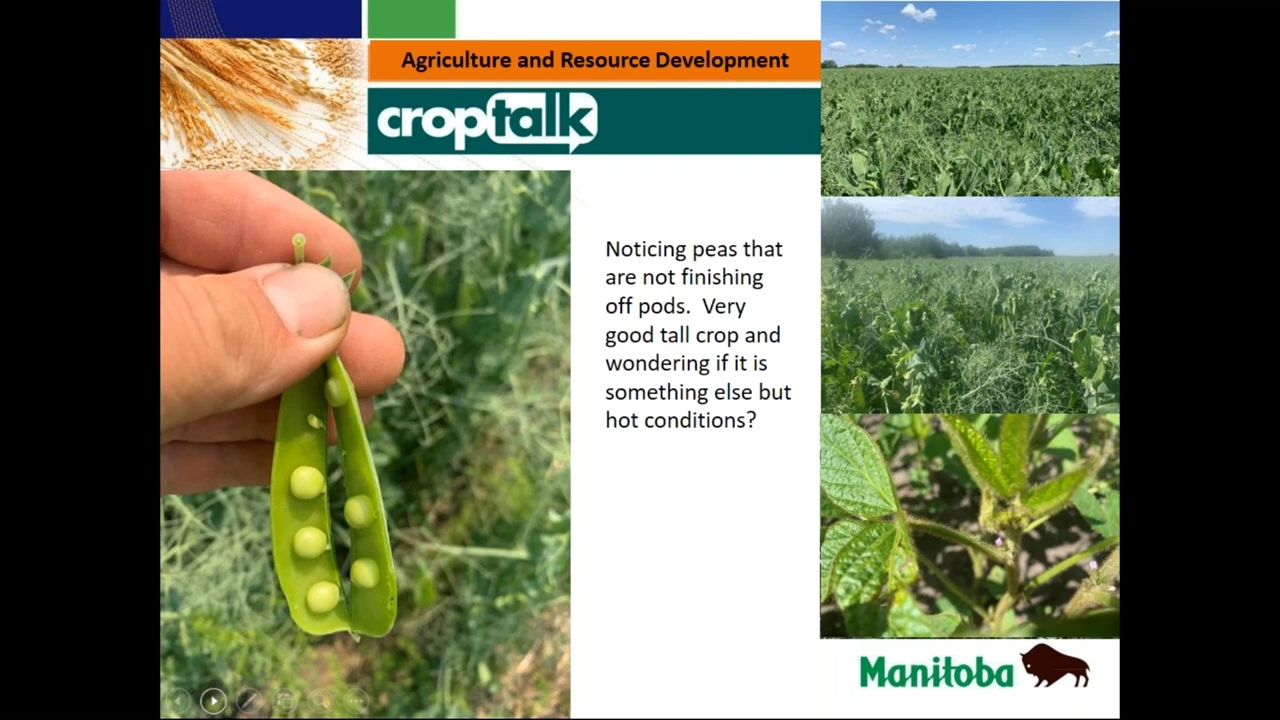 Agriculture and Resource Development
croptalk
Noticing peas that
are not finishing
off pods.  Very
good tall crop and
wondering if it is
something else but
hot conditions?
Manitoba